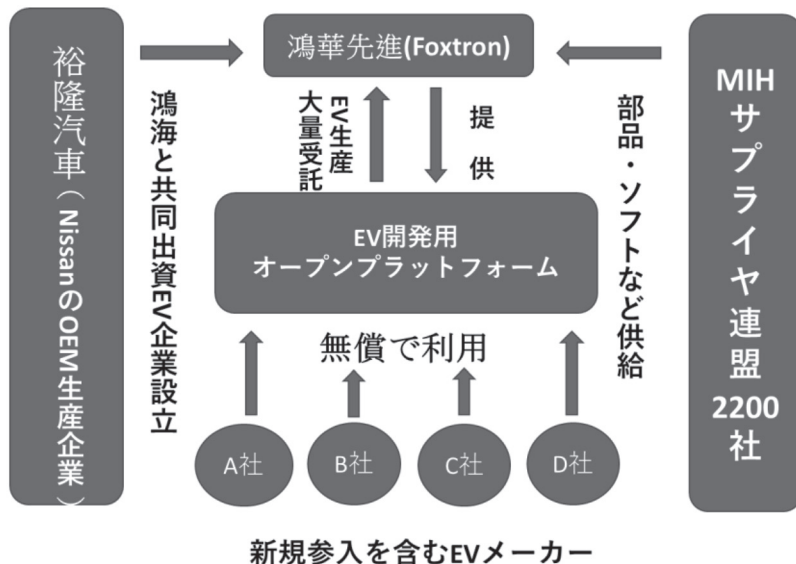 鴻華先進(Foxtron)
裕隆汽車(NissanのOEM生産企業)
鴻海と共同出資EV企業設立
EV生産
大量受託
提供
部品・ソフトなど供給
MIHサプライヤ連盟2200社
EV開発用
オープンプラットフォーム
無償で利用
A社
B社
C社
D社
新規参入を含むEVメーカー